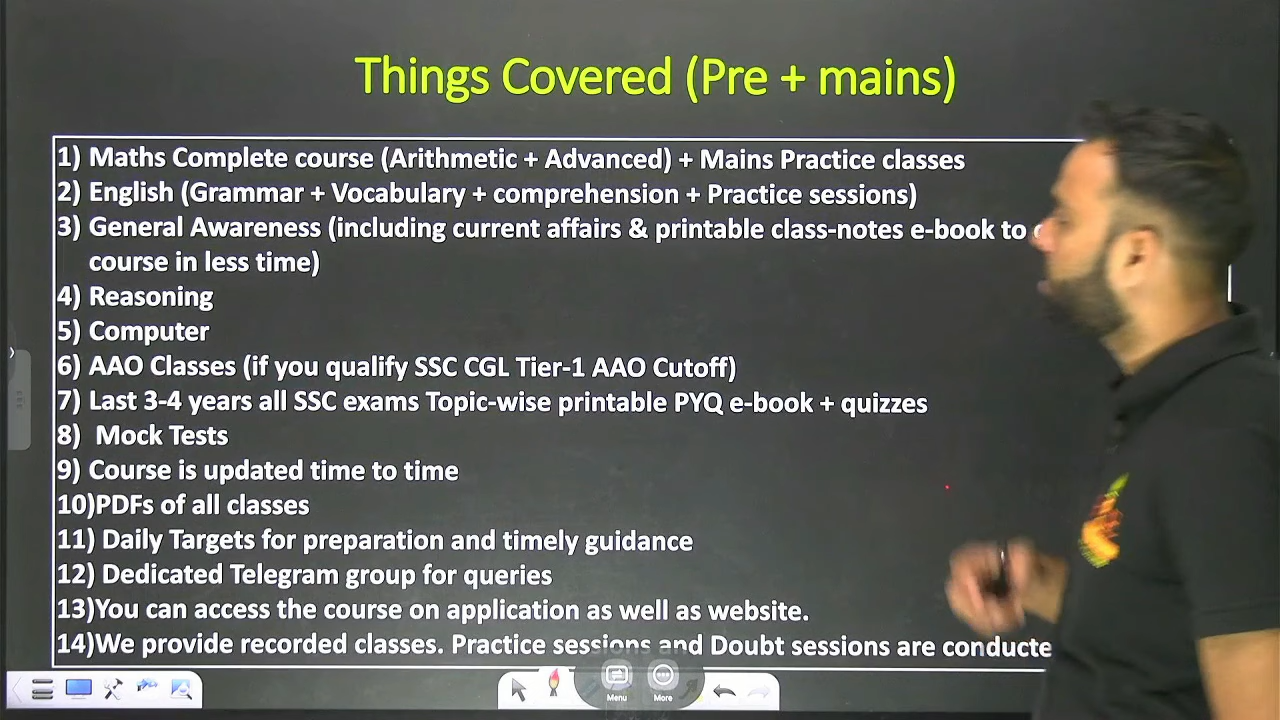 Things Covered (Pre + mains)
1) Maths Complete course (Arithmetic + Advanced) + Mains Practice classes
2) English (Grammar + Vocabulary + comprehension + Practice sessions)
3) General Awareness (including current affairs & printable class-notes e-book to
course in less time)
4) Reasoning
5) Computer
6) AAO Classes (if you qualify SSC CGL Tier-1 AAO Cutoff)
7) Last 3-4 years all SSC exams Topic-wise printable PYQ e-book + quizzes
8) Mock Tests
9) Course is updated time to time
10)PDFs of all classes
11) Daily Targets for preparation and timely guidance
12) Dedicated Telegram group for queries
13)You can access the course on application as well as website.
14)We provide recorded classes. Practice sessions and Doubt sessions are conducte
Menu
More